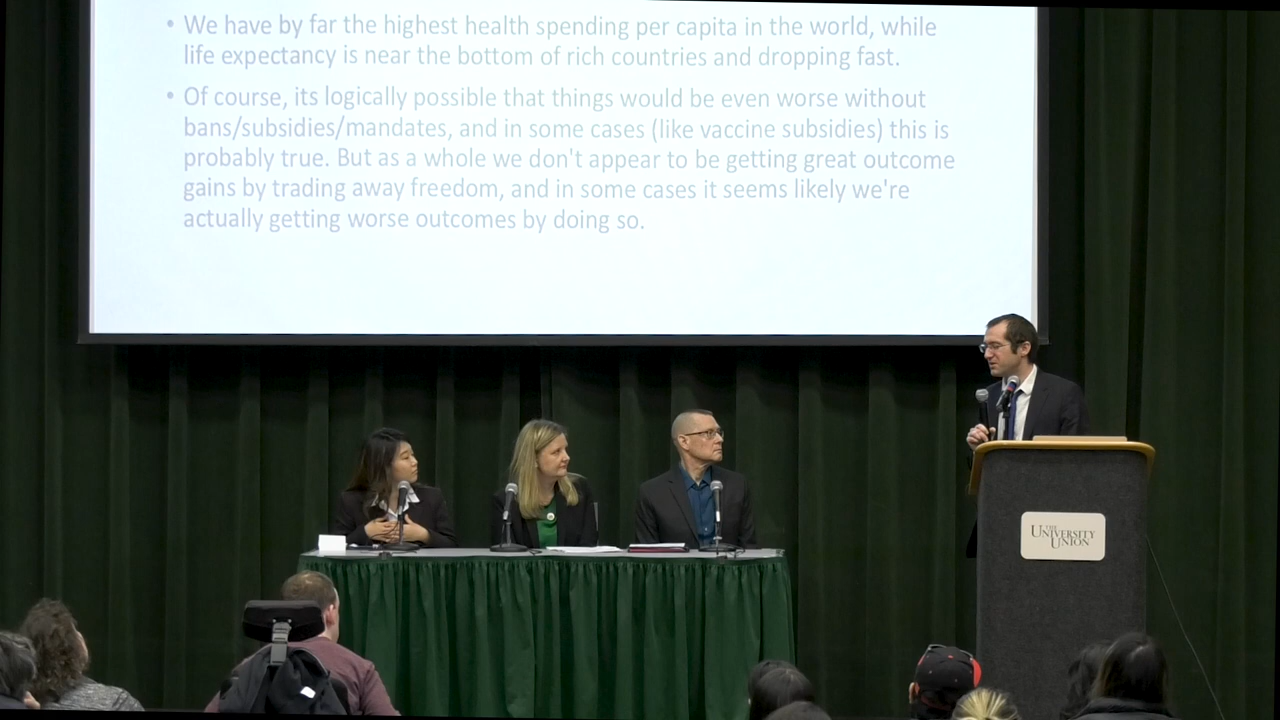 • We have by far the highest health spending per capita in the world, while
life expectancy is near the bottom of rich countries and dropping fast.
• Of course, its logically possible that things would be even worse without
bans/subsidies/mandates, and in some cases (like vaccine subsidies) this is
probably true. But as a whole we don't appear to be getting great outcome
gains by trading away freedom, and in some cases it seems likely we're
actually getting worse outcomes by doing so.
THE
UNIVERSITY
UNION